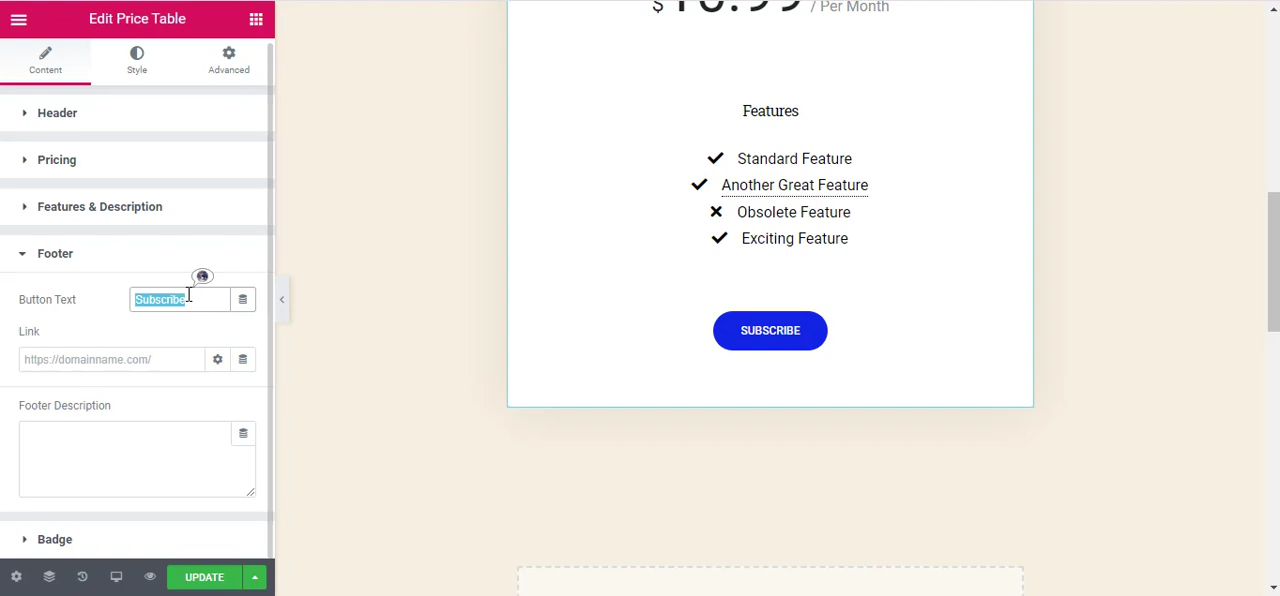 Edit Price Table
Content
Style
Advanced
Header
Pricing
Features & Description
Footer
Button Text
Subscribe
Link
https://domainname.com/
Footer Description
Badge
UPDATE
$ / Per Month
Features
Standard Feature
Another Great Feature
Obsolete Feature
Exciting Feature
SUBSCRIBE